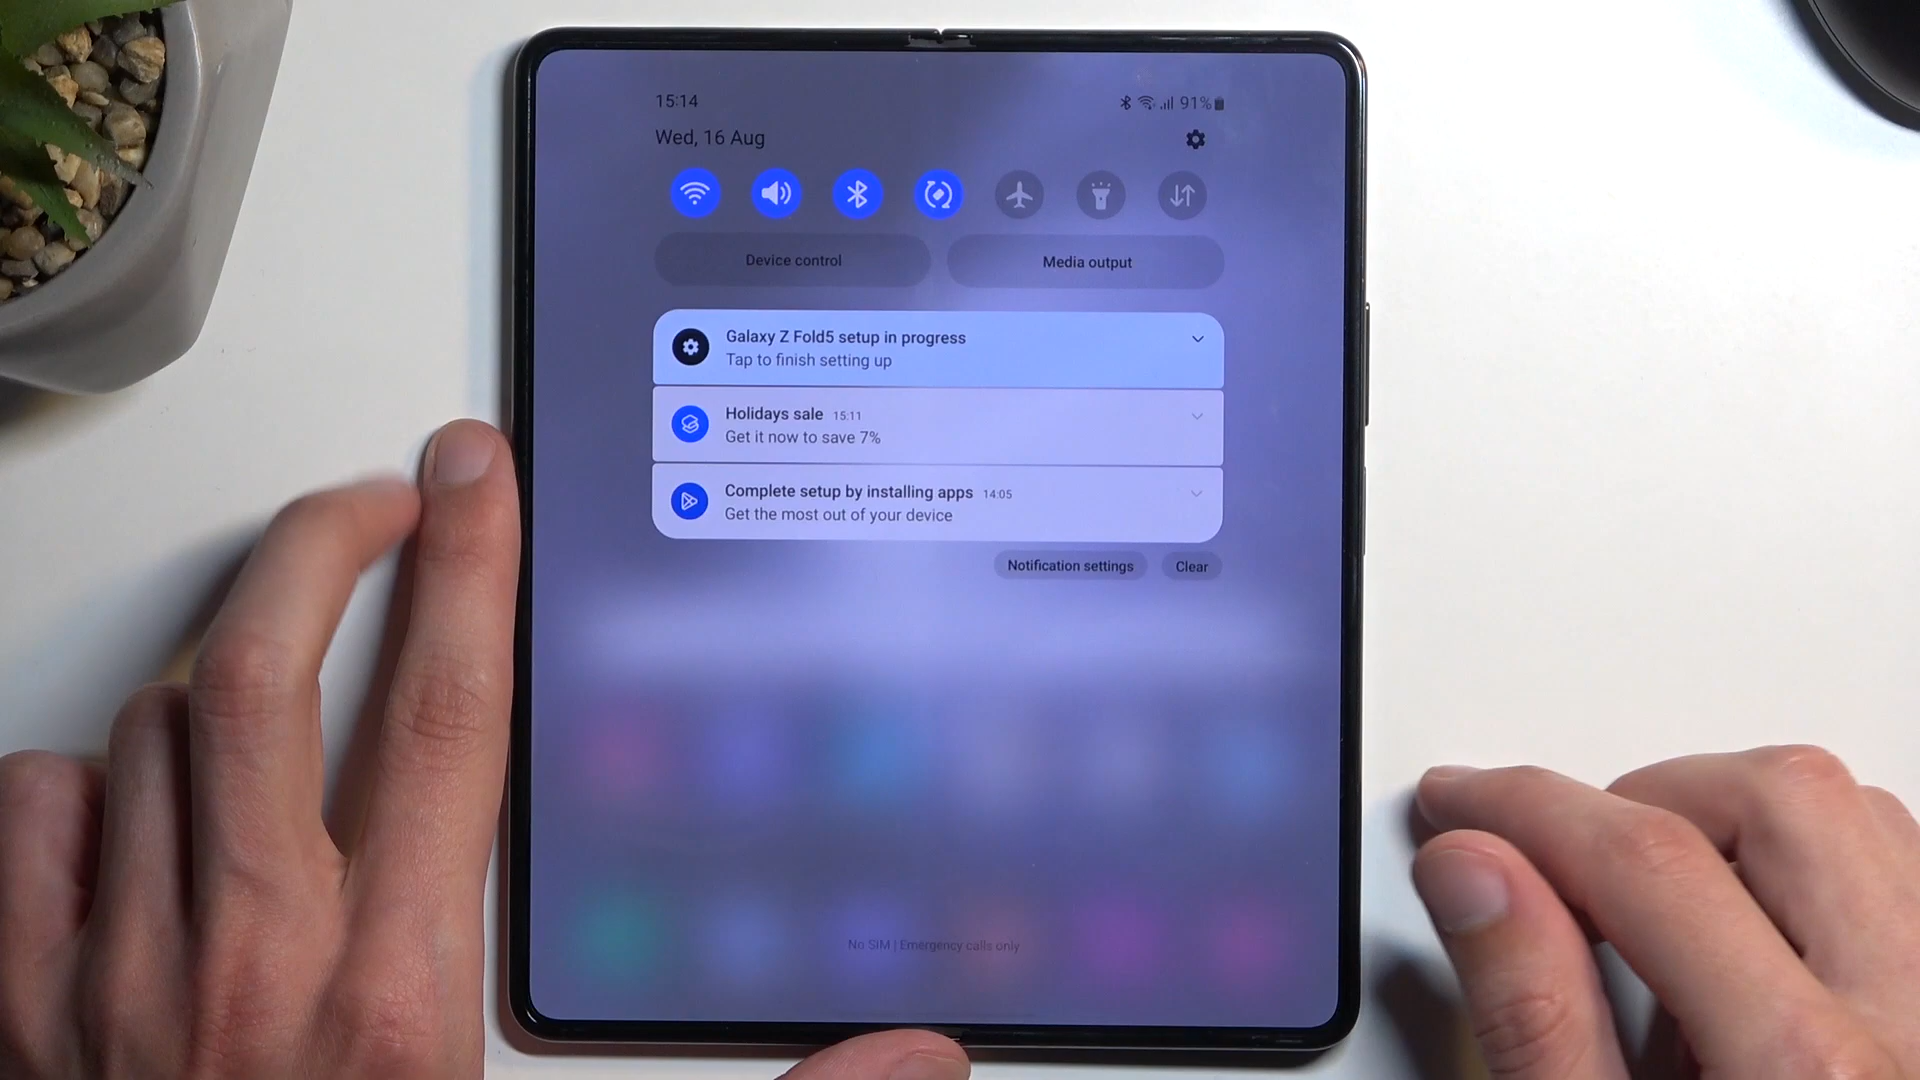 15:14
91%
Wed, 16 Aug
Device control
Media output
Galaxy Z Fold5 setup in progress
Tap to finish setting up
Holidays sale 15:11
Get it now to save 7%
Complete setup by installing apps 14:05
Get the most out of your device
Notification settings
Clear
No SIM | Emergency calls only